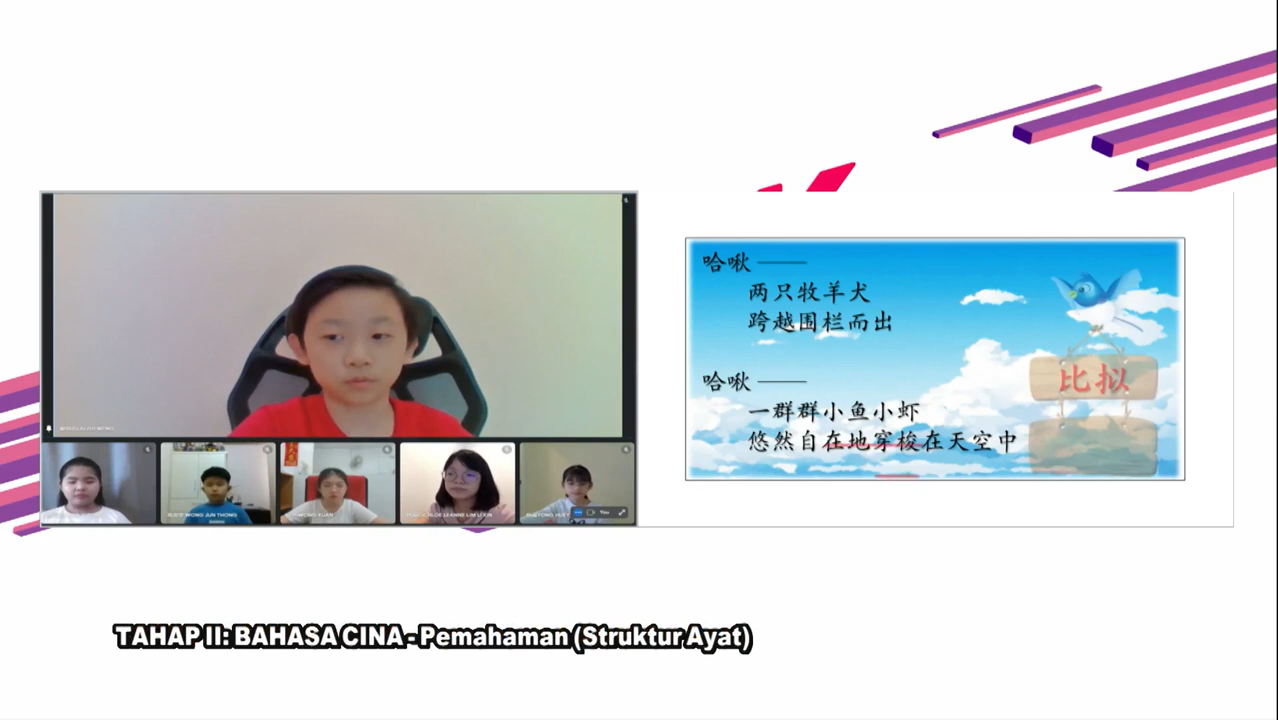 哈啾——
两只牧羊犬
跨越围栏而出
哈啾——
一群群小鱼小虾
悠然自在地穿梭在天空中
比拟
You
TAHAP II: BAHASA CINA - Pemahaman (Struktur Ayat)